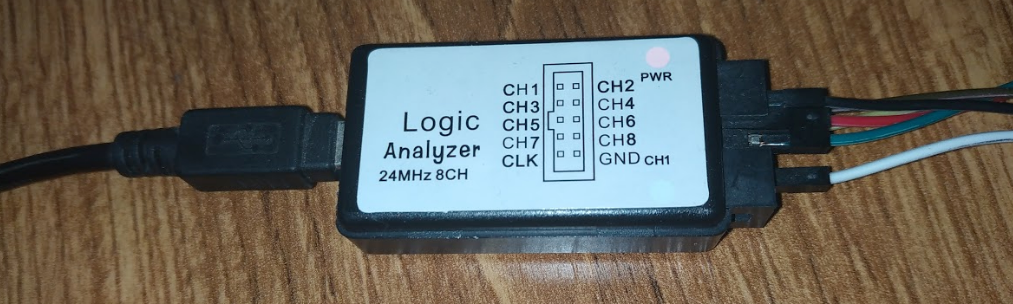 Logic
Analyzer
24MHz 8CH
CH1 CH2 PWR
CH3 CH4
CH5 CH6
CH7 CH8
CLK GND CH1